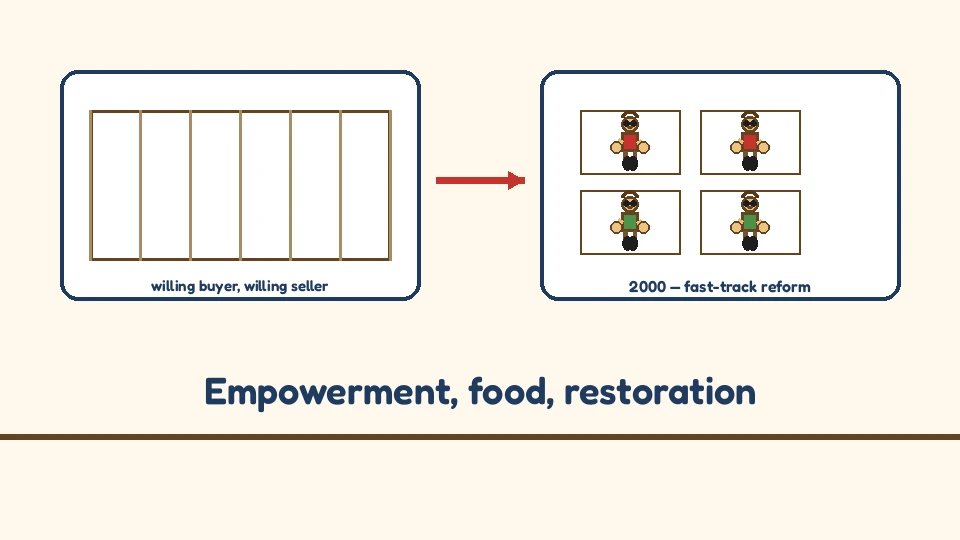 willing buyer, willing seller
2000 – fast-track reform
Empowerment, food, restoration